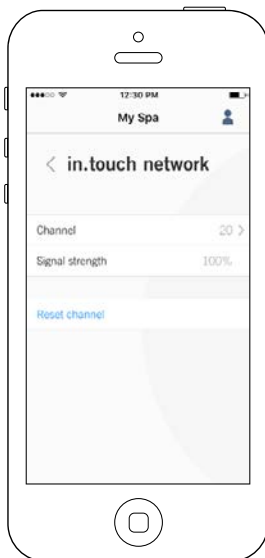 12:30 PM
My Spa
< in.touch network
Channel 20 >
Signal strength 100%
Reset channel